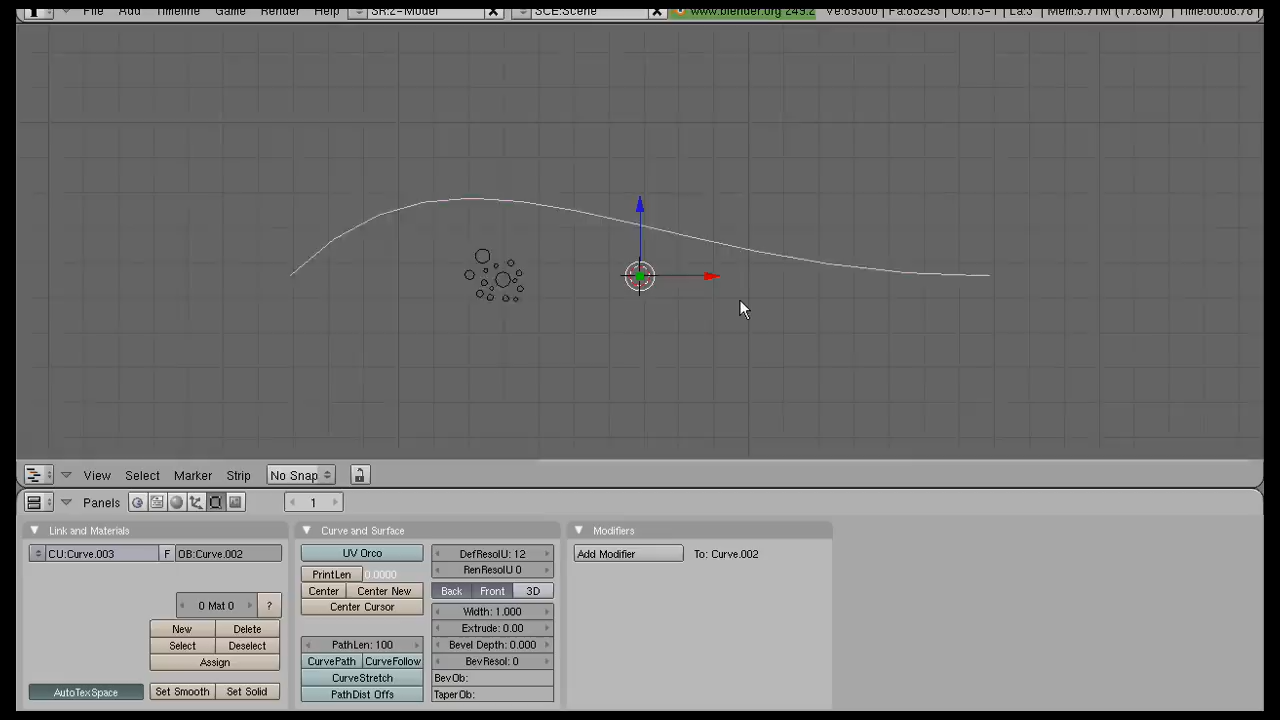 File Add Timeline Game Render Help SR:2-Model SCE:Scene www.blender.org 249.2 Ve:69300 Fa:65295 Ob:13-1 La:3 Mem:5.71M (17.63M) Time:00:06.78
View Select Marker Strip No Snap
Panels 1
Link and Materials Curve and Surface Modifiers
CU:Curve.003 F OB:Curve.002 UV Orco DefResolU: 12 Add Modifier To: Curve.002
PrintLen 0.0000 RenResolU 0
Center Center New Back Front 3D
0 Mat 0 ? Center Cursor Width: 1.000
New Delete Extrude: 0.00
Select Deselect PathLen: 100 Bevel Depth: 0.000
Assign CurvePath CurveFollow BevResol: 0
CurveStretch BevOb:
AutoTexSpace Set Smooth Set Solid PathDist Offs TaperOb: